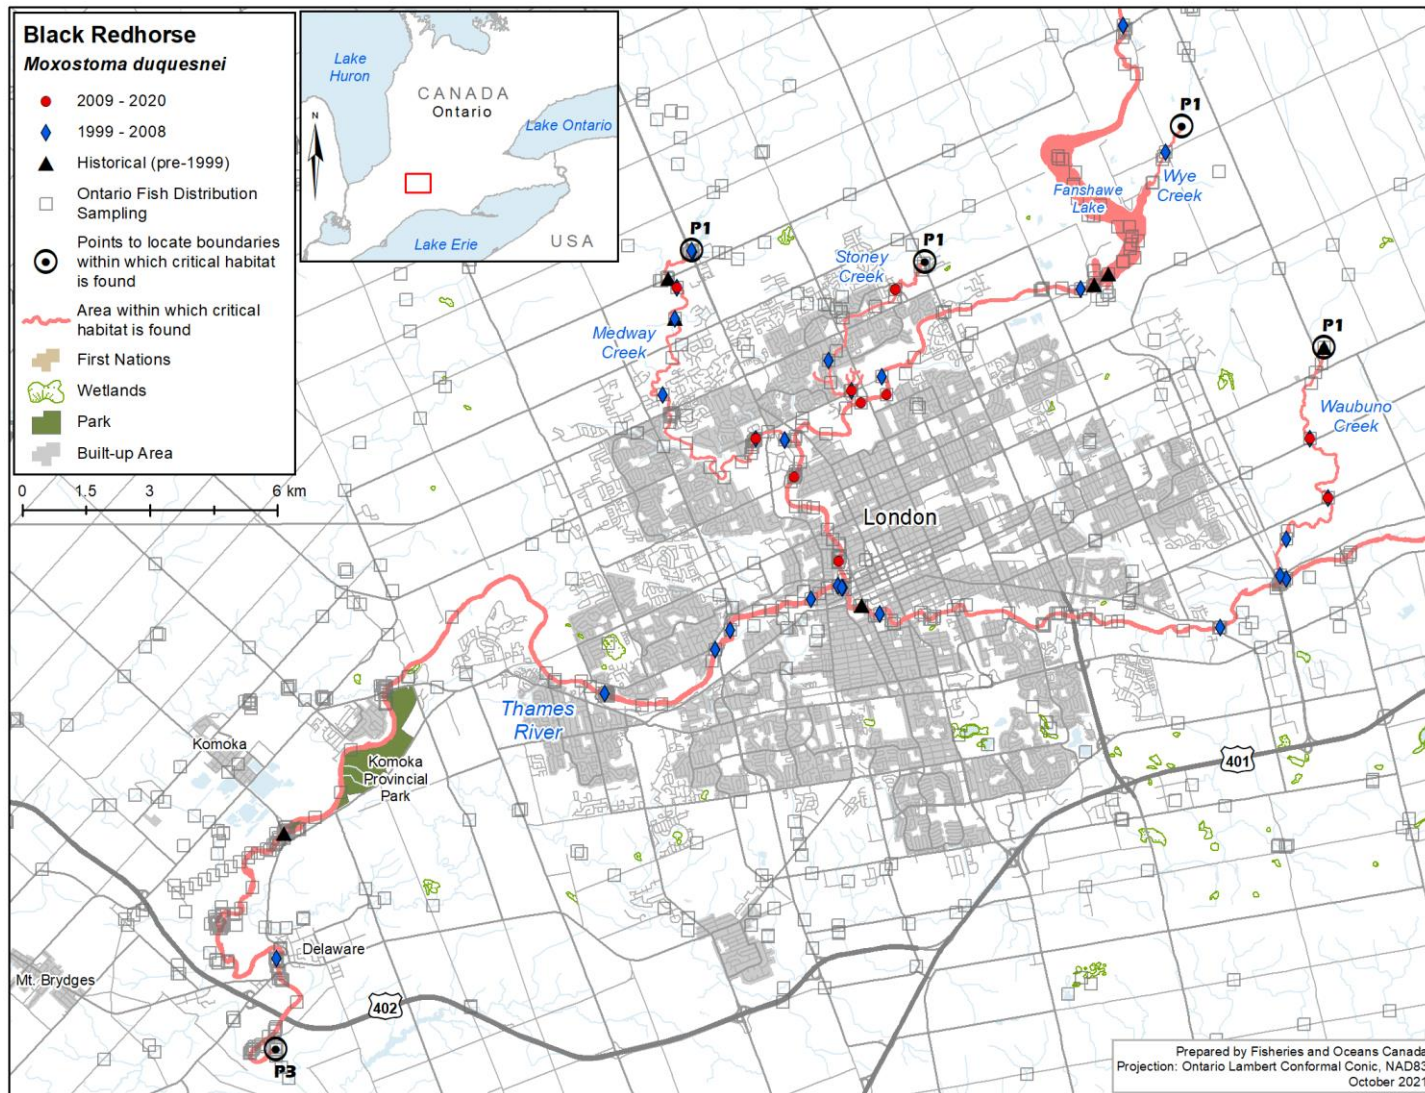 Black Redhorse
Moxostoma duquesnei
2009 - 2020
1999 - 2008
Historical (pre-1999)
Ontario Fish Distribution
Sampling
Points to locate boundaries
within which critical habitat
is found
Area within which critical
habitat is found
First Nations
Wetlands
Park
Built-up Area
0 1.5 3 6 km
N
Lake
Huron
CANADA
Ontario
Lake Ontario
Lake Erie
USA
P1
Wye
Creek
Fanshawe
Lake
P1
P1
Stoney
Creek
Medway
Creek
P1
Waubuno
Creek
London
Thames
River
Komoka
Komoka
Provincial
Park
401
Delaware
Mt. Brydges
402
P3
Prepared by Fisheries and Oceans Canada
Projection: Ontario Lambert Conformal Conic, NAD83
October 2021